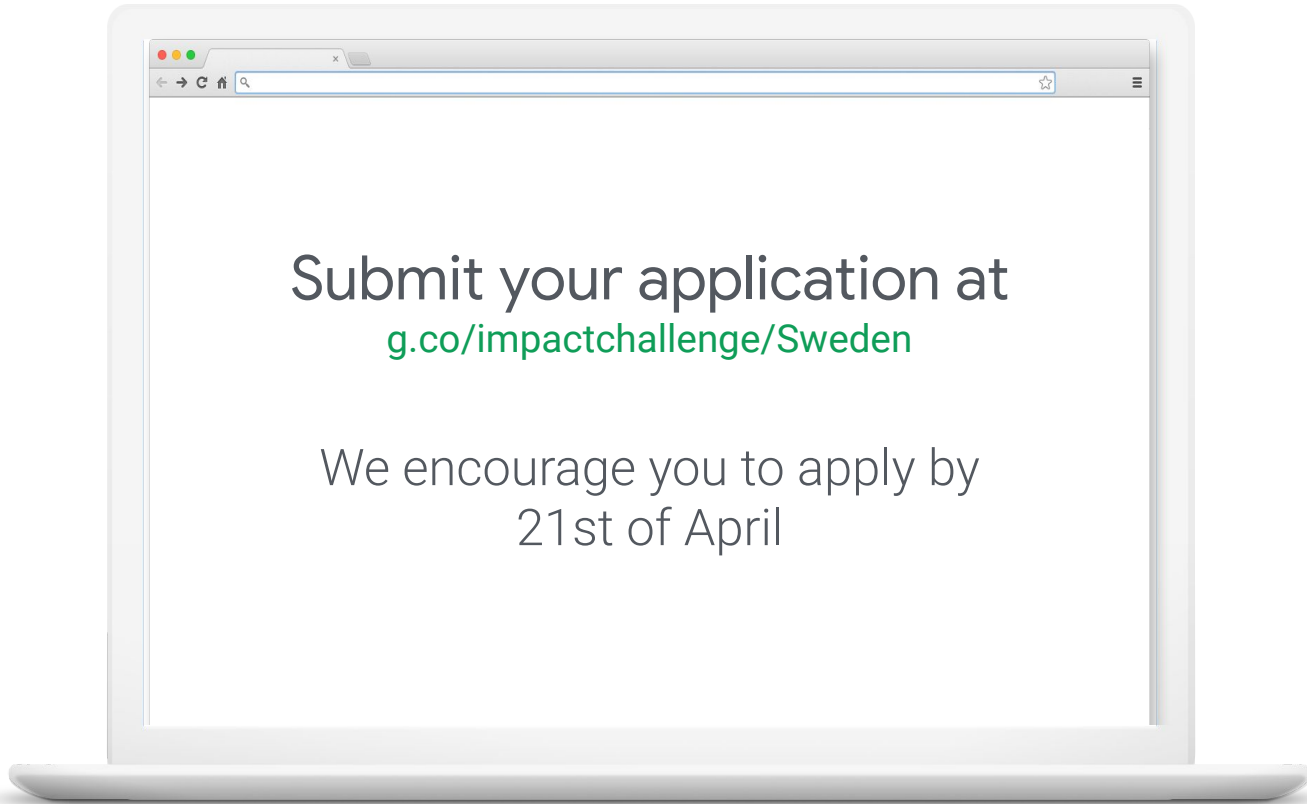 Submit your application at
g.co/impactchallenge/Sweden
We encourage you to apply by
21st of April